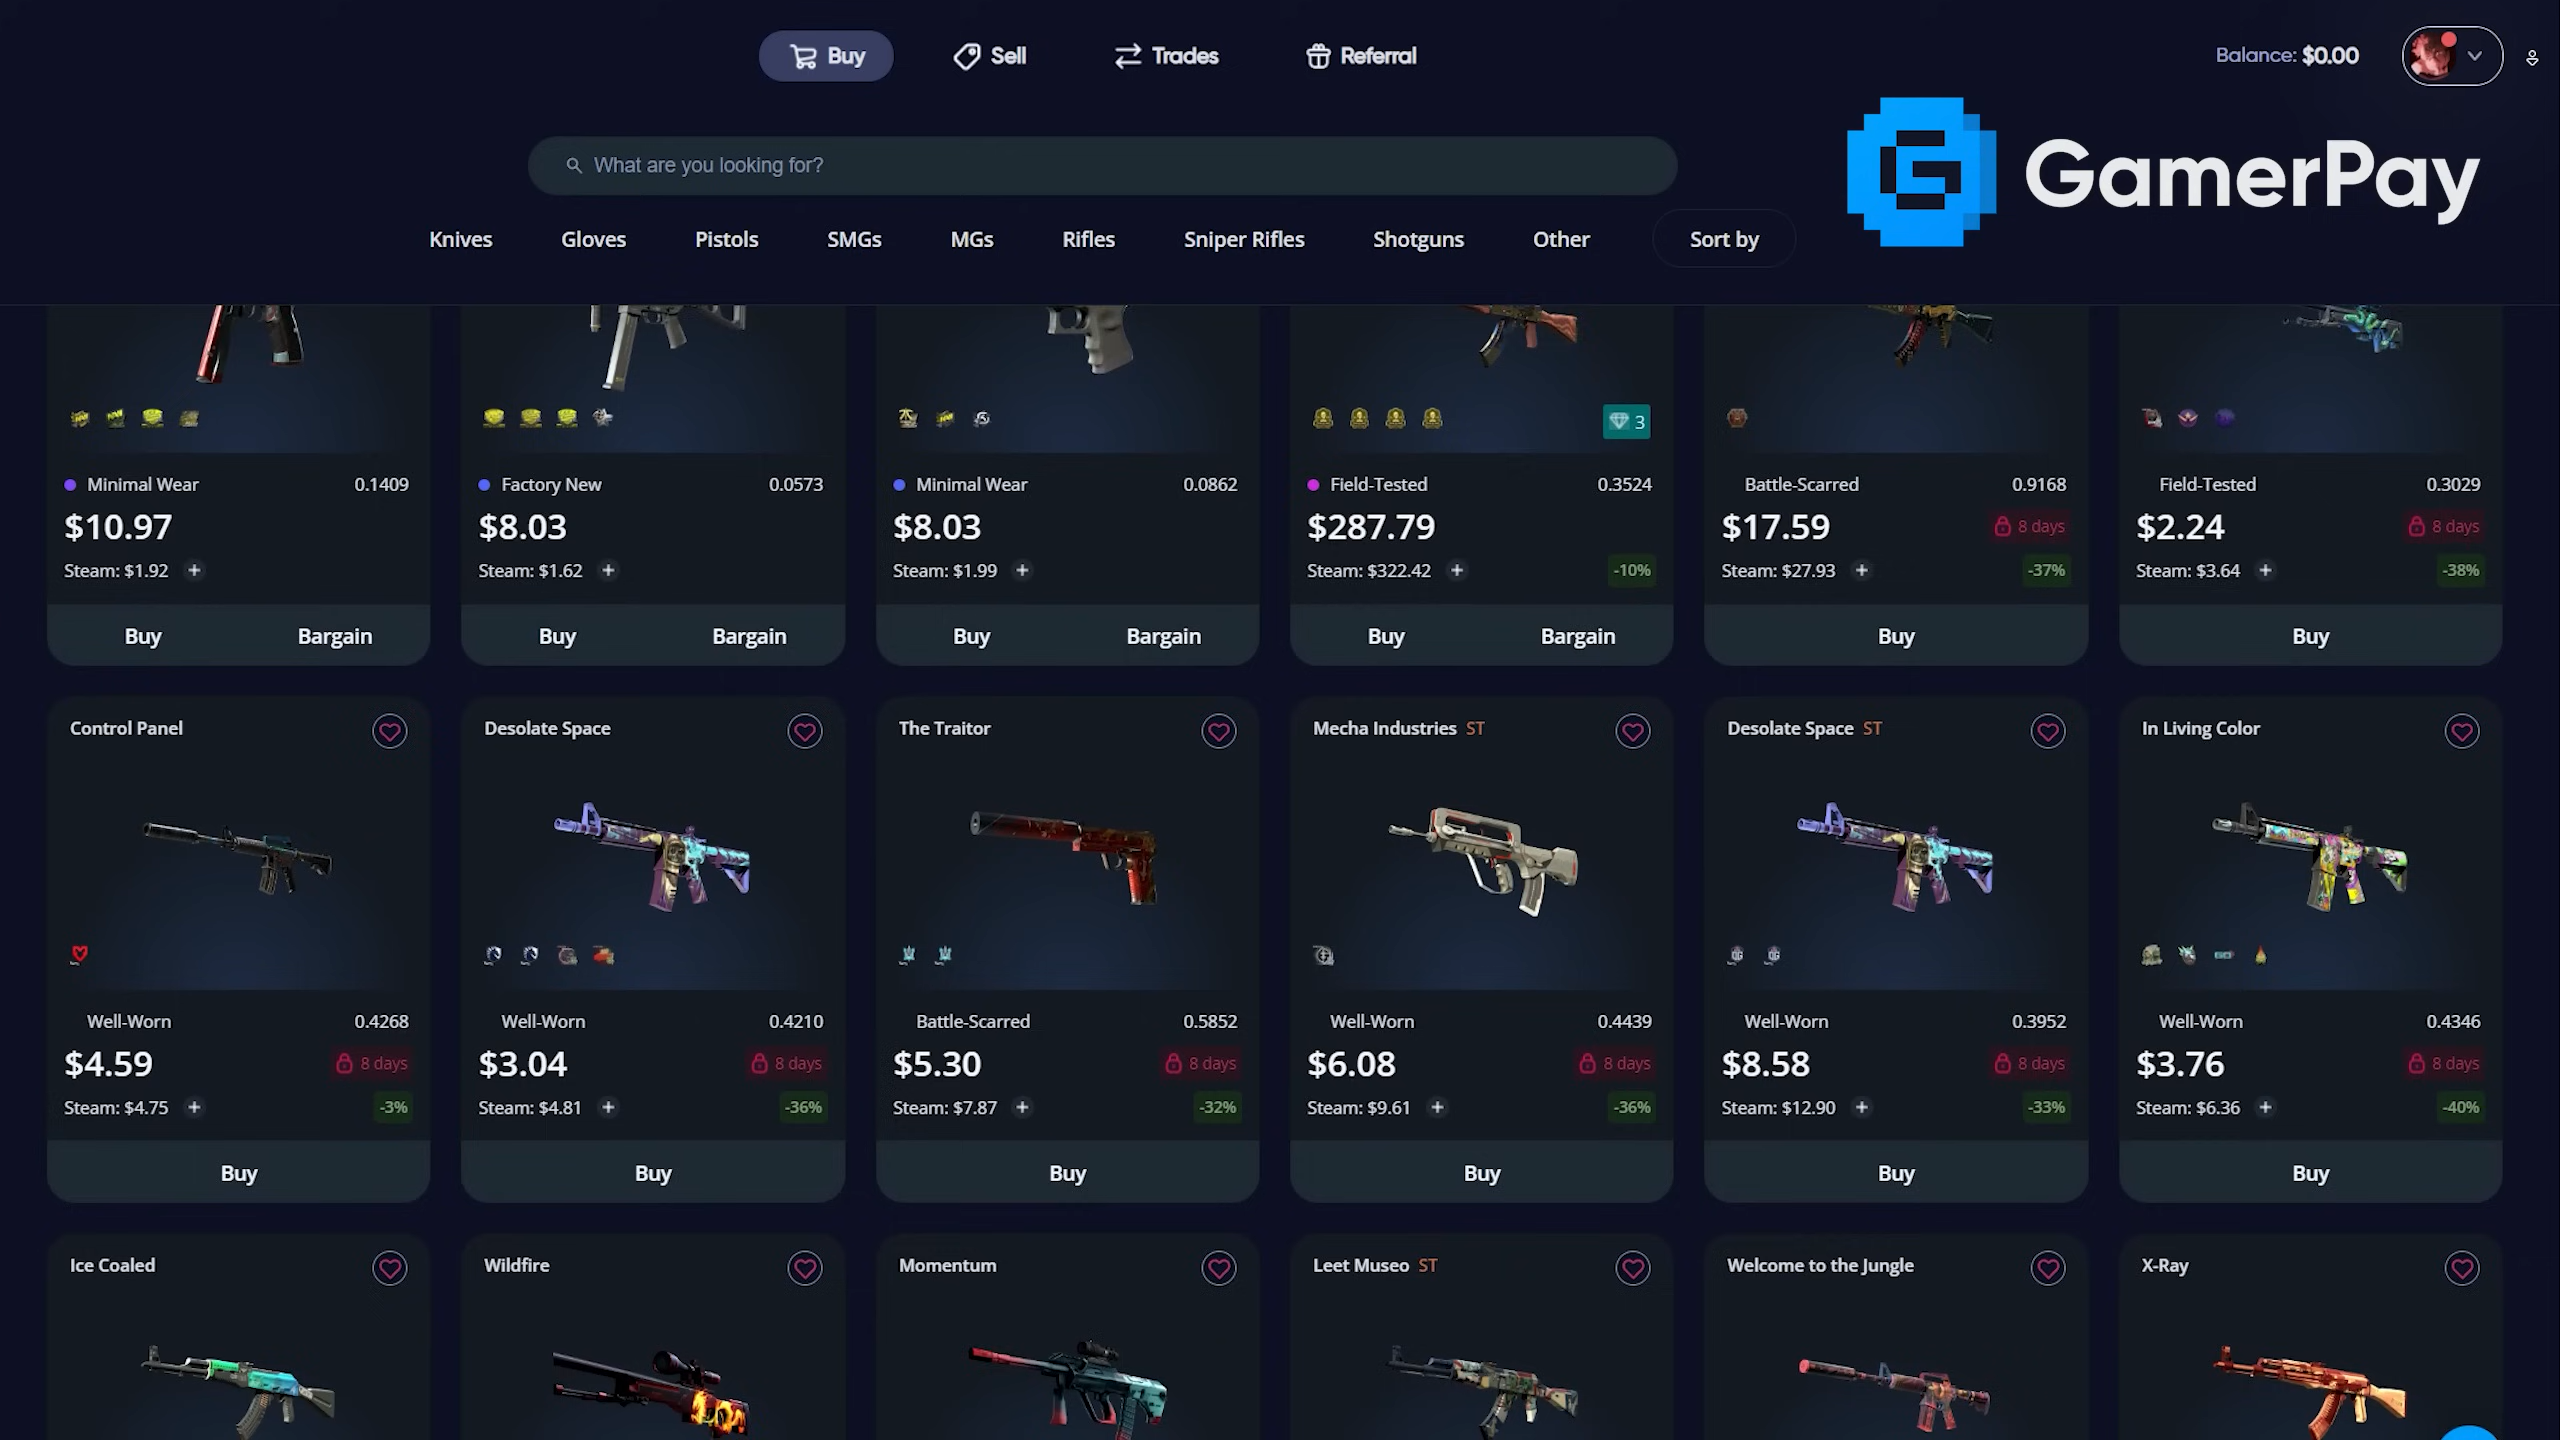 Buy Sell Trades Referral Balance: $0.00
What are you looking for?
GamerPay
Knives Gloves Pistols SMGs MGs Rifles Sniper Rifles Shotguns Other Sort by
3
Minimal Wear 0.1409
$10.97
Steam: $1.92 +
Buy Bargain
Factory New 0.0573
$8.03
Steam: $1.62 +
Buy Bargain
Minimal Wear 0.0862
$8.03
Steam: $1.99 +
Buy Bargain
Field-Tested 0.3524
$287.79
Steam: $322.42 + -10%
Buy Bargain
Battle-Scarred 0.9168
$17.59 8 days
Steam: $27.93 + -37%
Buy
Field-Tested 0.3029
$2.24 8 days
Steam: $3.64 + -38%
Buy
Control Panel
Well-Worn 0.4268
$4.59 8 days
Steam: $4.75 + -3%
Buy
Desolate Space
Well-Worn 0.4210
$3.04 8 days
Steam: $4.81 + -36%
Buy
The Traitor
Battle-Scarred 0.5852
$5.30 8 days
Steam: $7.87 + -32%
Buy
Mecha Industries ST
Well-Worn 0.4439
$6.08 8 days
Steam: $9.61 + -36%
Buy
Desolate Space ST
Well-Worn 0.3952
$8.58 8 days
Steam: $12.90 + -33%
Buy
In Living Color
Well-Worn 0.4346
$3.76 8 days
Steam: $6.36 + -40%
Buy
Ice Coaled
Wildfire
Momentum
Leet Museo ST
Welcome to the Jungle
X-Ray